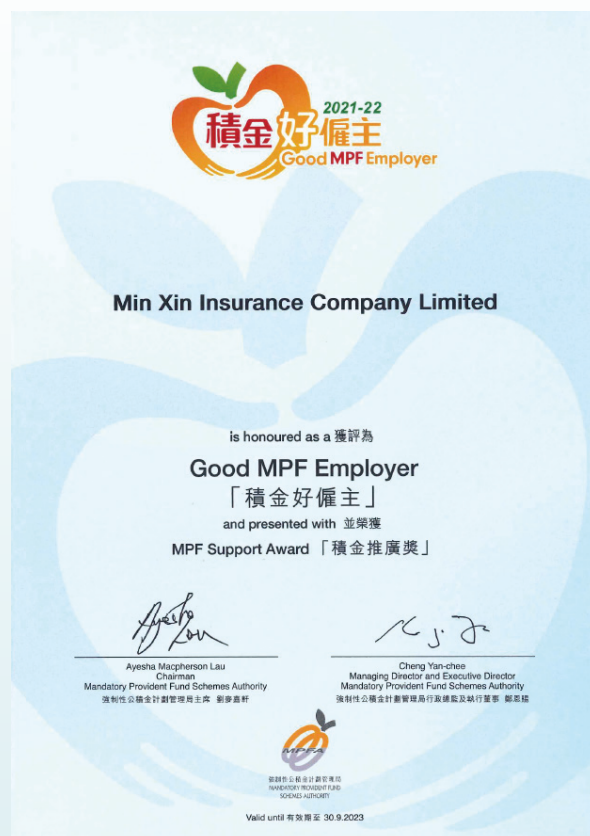 2021-22
積金好僱主
Good MPF Employer
Min Xin Insurance Company Limited
is honoured as a 獲評為
Good MPF Employer
「積金好僱主」
and presented with 並榮獲
MPF Support Award 「積金推廣獎」
Ayesha Macpherson Lau
Chairman
Mandatory Provident Fund Schemes Authority
強制性公積金計劃管理局主席 劉麥嘉軒
Cheng Yan-chee
Managing Director and Executive Director
Mandatory Provident Fund Schemes Authority
強制性公積金計劃管理局行政總監及執行董事 鄭恩賜
MPFA
強制性公積金計劃管理局
MANDATORY PROVIDENT FUND
SCHEMES AUTHORITY
Valid until 有效期至 30.9.2023